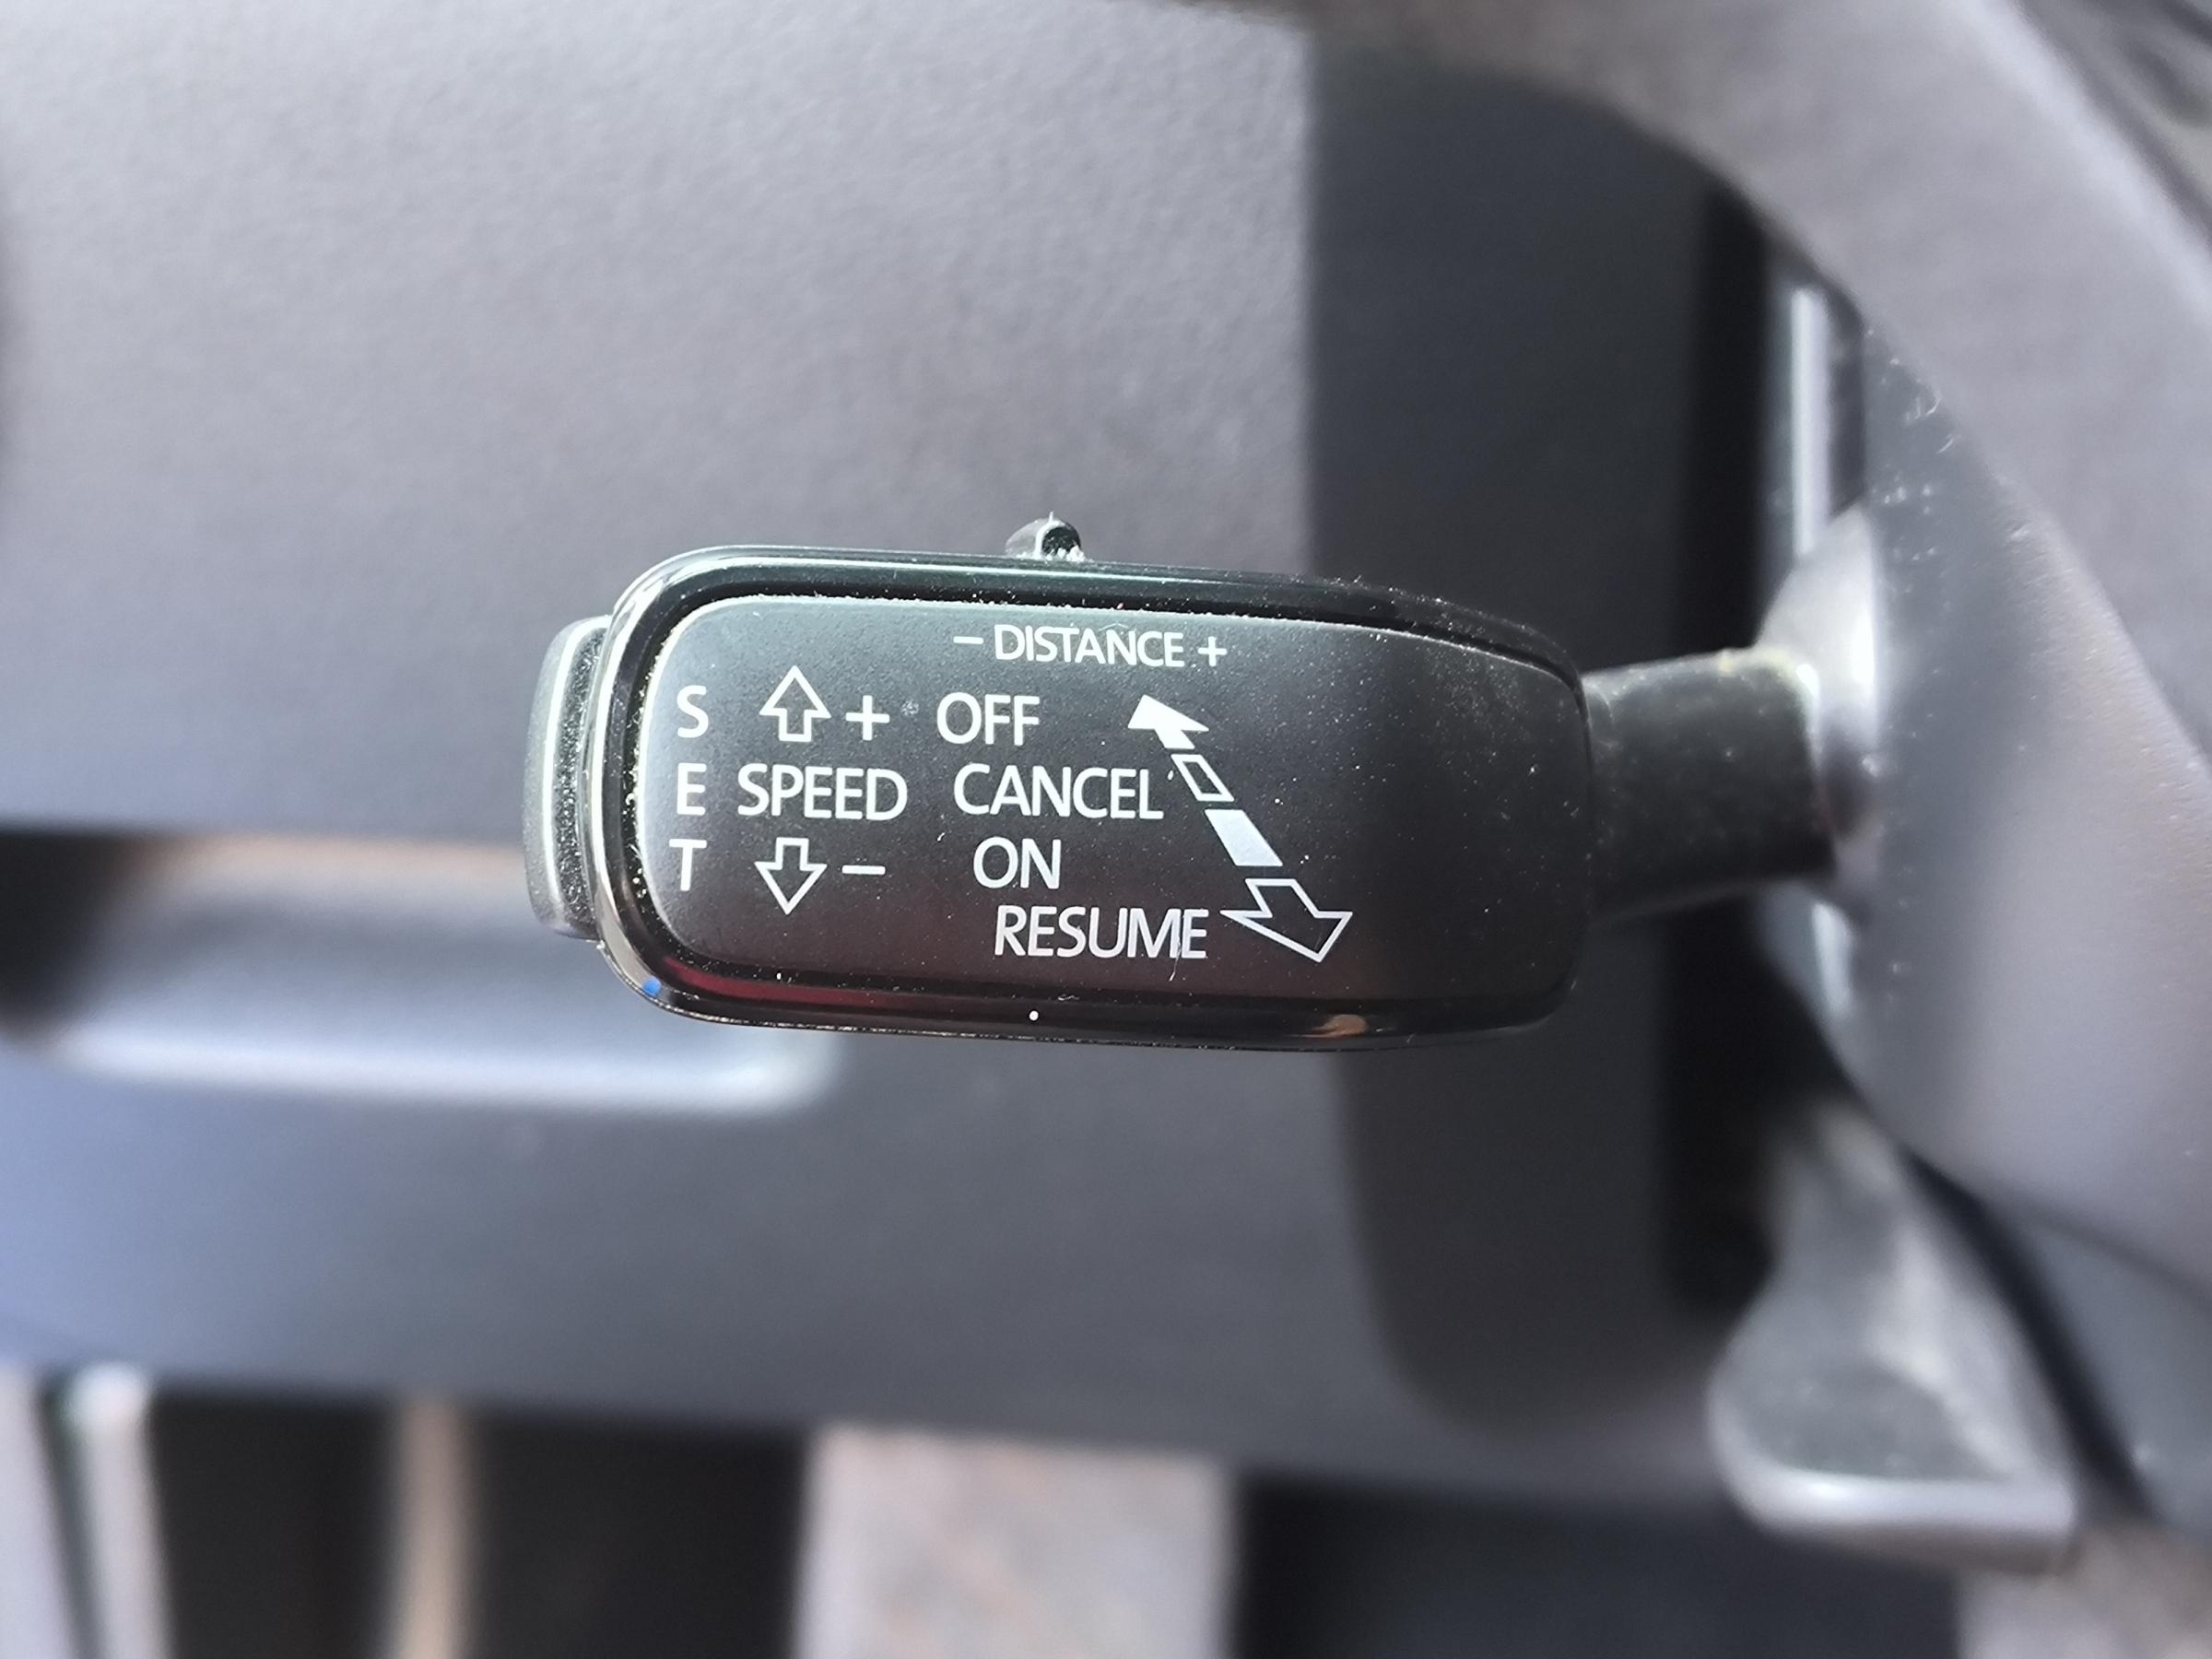 − DISTANCE +
S + OFF
E SPEED CANCEL
T − ON
RESUME